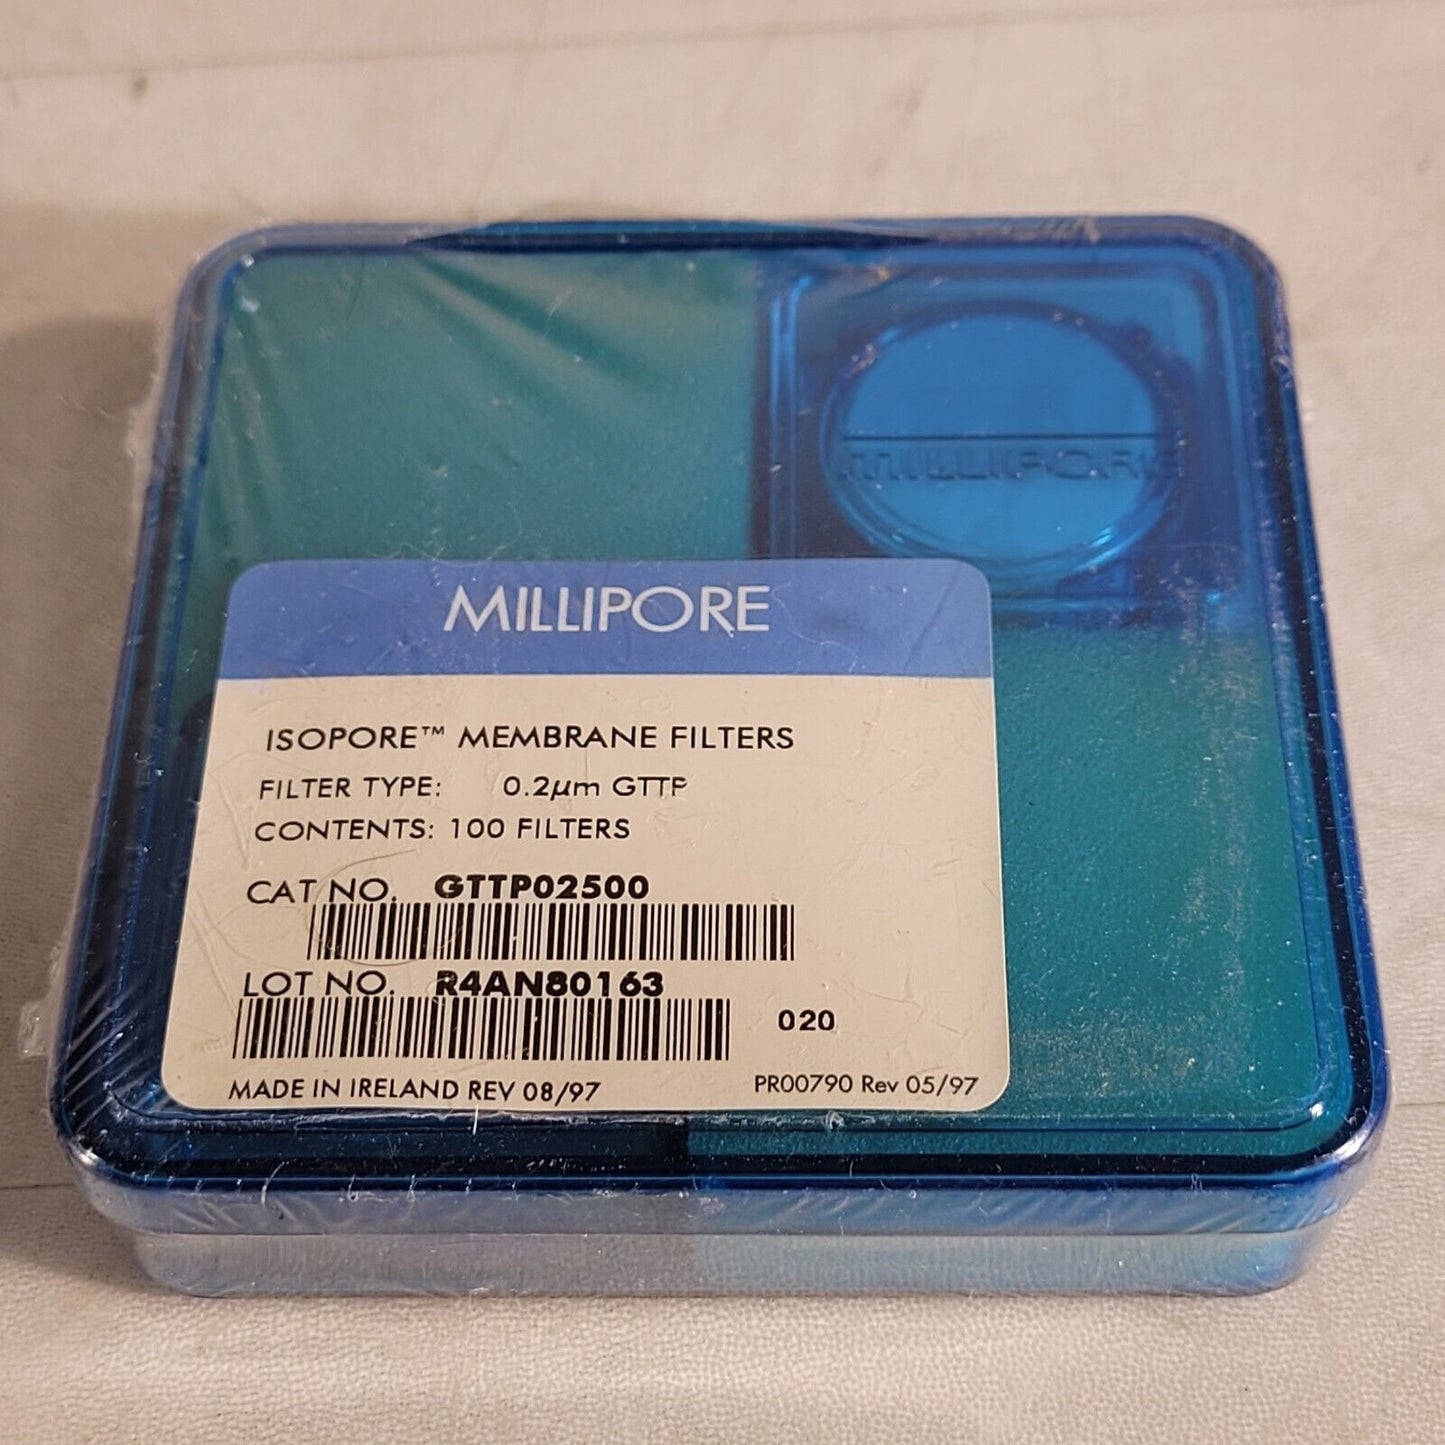 MILLIPORE
MILLIPORE
ISOPORE™ MEMBRANE FILTERS
FILTER TYPE: 0.2µm GTTP
CONTENTS: 100 FILTERS
CAT NO. GTTP02500
LOT NO. R4AN80163
020
MADE IN IRELAND REV 08/97 PR00790 Rev 05/97